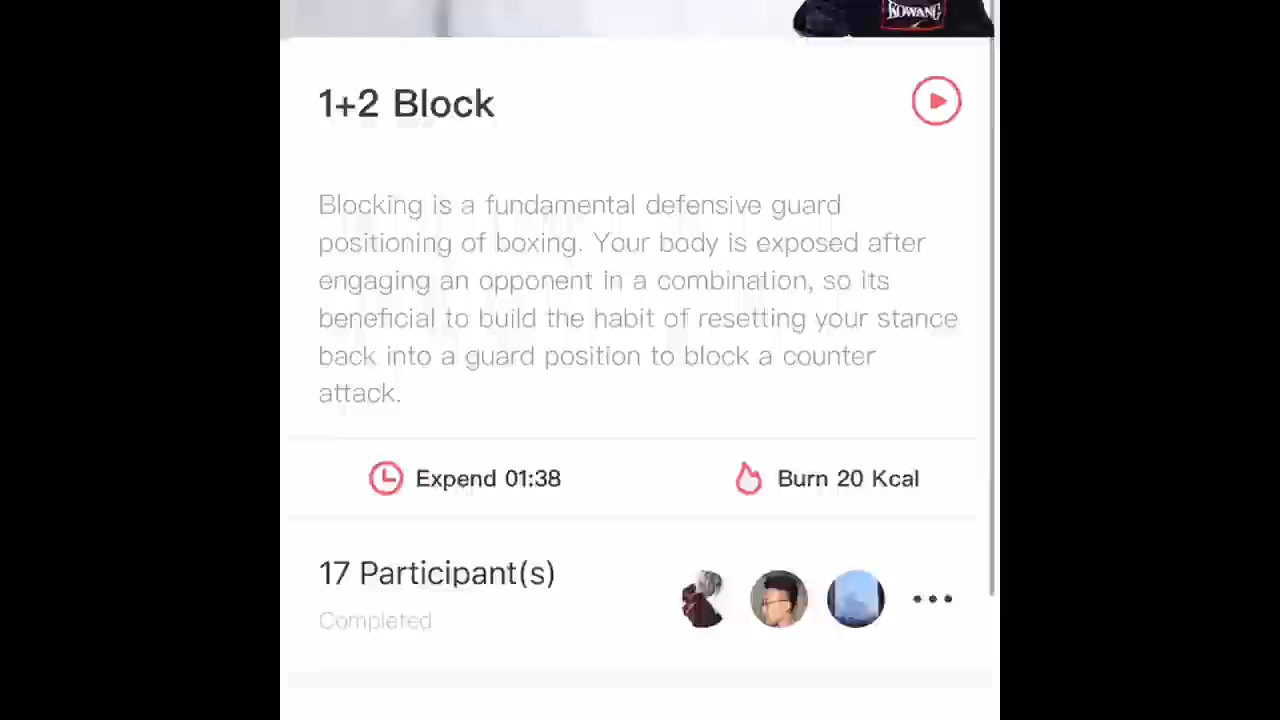 BOWANG
1+2 Block
Blocking is a fundamental defensive guard
positioning of boxing. Your body is exposed after
engaging an opponent in a combination, so its
beneficial to build the habit of resetting your stance
back into a guard position to block a counter
attack.
Expend 01:38
Burn 20 Kcal
17 Participant(s)
Completed